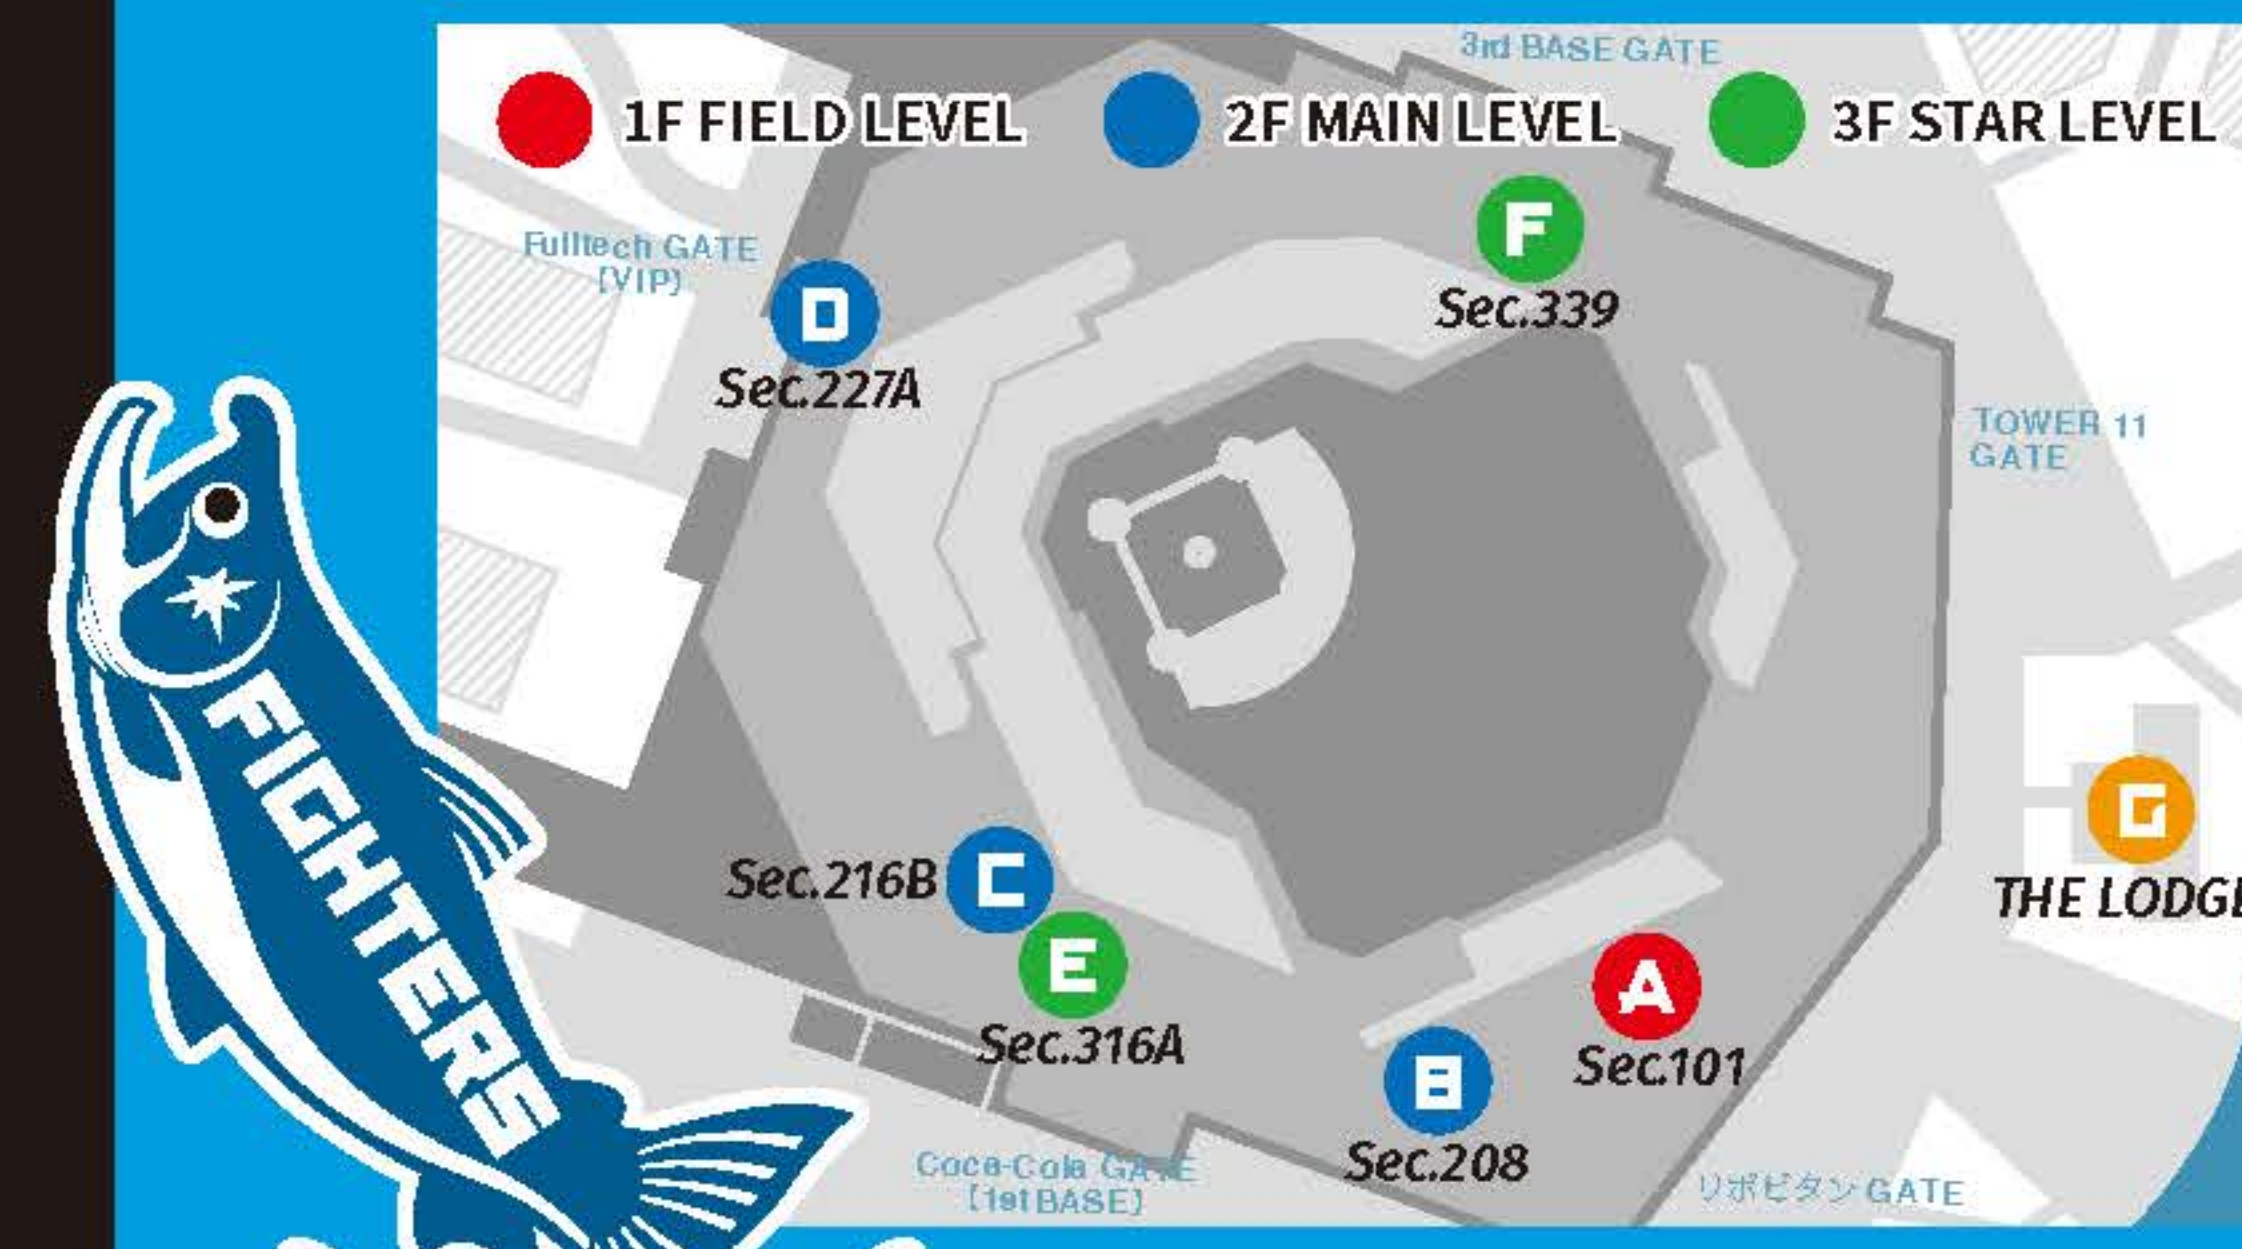 3rd BASE GATE
1F FIELD LEVEL
2F MAIN LEVEL
3F STAR LEVEL
F
Sec.339
Fulltech GATE
[VIP]
D
Sec.227A
TOWER 11
GATE
FIGHTERS
G
THE LODGE
Sec.216B
C
E
Sec.316A
A
Sec.101
B
Sec.208
Coca-Cola GATE
[1st BASE]
リポビタン GATE